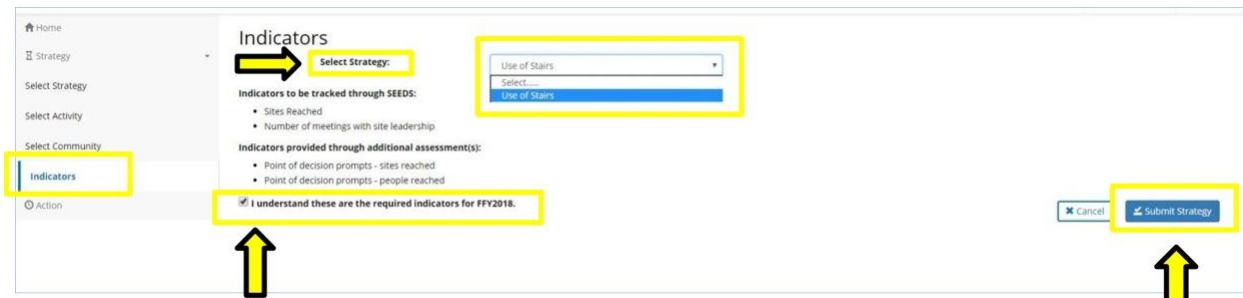 Home
Strategy
Select Strategy
Select Activity
Select Community
Indicators
Action
Indicators
Select Strategy:
Use of Stairs
Select.....
Use of Stairs
Indicators to be tracked through SEEDS:
Sites Reached
Number of meetings with site leadership
Indicators provided through additional assessment(s):
Point of decision prompts - sites reached
Point of decision prompts - people reached
I understand these are the required indicators for FFY2018.
Cancel
Submit Strategy